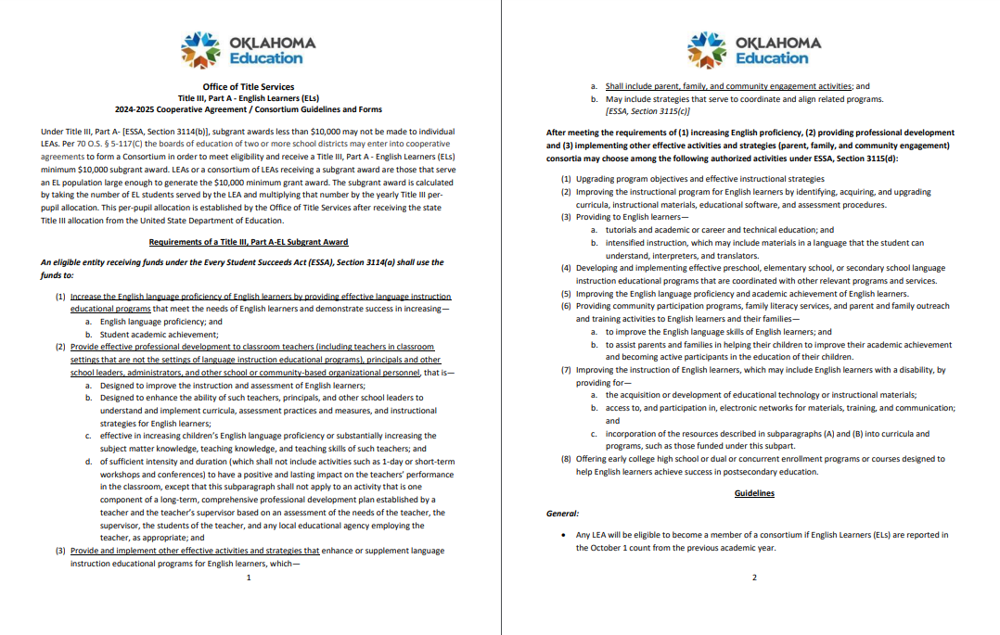 OKLAHOMA
Education
Office of Title Services
Title III, Part A - English Learners (ELs)
2024-2025 Cooperative Agreement / Consortium Guidelines and Forms
Under Title III, Part A- [ESSA, Section 3114(b)], subgrant awards less than $10,000 may not be made to individual
LEAs. Per 70 O.S. § 5-117(C) the boards of education of two or more school districts may enter into cooperative
agreements to form a Consortium in order to meet eligibility and receive a Title III, Part A - English Learners (ELs)
minimum $10,000 subgrant award. LEAs or a consortium of LEAs receiving a subgrant award are those that serve
an EL population large enough to generate the $10,000 minimum grant award. The subgrant award is calculated
by taking the number of EL students served by the LEA and multiplying that number by the yearly Title III per-
pupil allocation. This per-pupil allocation is established by the Office of Title Services after receiving the state
Title III allocation from the United State Department of Education.
Requirements of a Title III, Part A-EL Subgrant Award
An eligible entity receiving funds under the Every Student Succeeds Act (ESSA), Section 3114(a) shall use the
funds to:
(1) Increase the English language proficiency of English learners by providing effective language instruction
educational programs that meet the needs of English learners and demonstrate success in increasing—
a. English language proficiency; and
b. Student academic achievement;
(2) Provide effective professional development to classroom teachers (including teachers in classroom
settings that are not the settings of language instruction educational programs), principals and other
school leaders, administrators, and other school or community-based organizational personnel, that is—
a. Designed to improve the instruction and assessment of English learners;
b. Designed to enhance the ability of such teachers, principals, and other school leaders to
understand and implement curricula, assessment practices and measures, and instructional
strategies for English learners;
c. effective in increasing children's English language proficiency or substantially increasing the
subject matter knowledge, teaching knowledge, and teaching skills of such teachers; and
d. of sufficient intensity and duration (which shall not include activities such as 1-day or short-term
workshops and conferences) to have a positive and lasting impact on the teachers' performance
in the classroom, except that this subparagraph shall not apply to an activity that is one
component of a long-term, comprehensive professional development plan established by a
teacher and the teacher's supervisor based on an assessment of the needs of the teacher, the
supervisor, the students of the teacher, and any local educational agency employing the
teacher, as appropriate; and
(3) Provide and implement other effective activities and strategies that enhance or supplement language
instruction educational programs for English learners, which—
1
OKLAHOMA
Education
a. Shall include parent, family, and community engagement activities; and
b. May include strategies that serve to coordinate and align related programs.
[ESSA, Section 3115(c)]
After meeting the requirements of (1) increasing English proficiency, (2) providing professional development
and (3) implementing other effective activities and strategies (parent, family, and community engagement)
consortia may choose among the following authorized activities under ESSA, Section 3115(d):
(1) Upgrading program objectives and effective instructional strategies
(2) Improving the instructional program for English learners by identifying, acquiring, and upgrading
curricula, instructional materials, educational software, and assessment procedures.
(3) Providing to English learners—
a. tutorials and academic or career and technical education; and
b. intensified instruction, which may include materials in a language that the student can
understand, interpreters, and translators.
(4) Developing and implementing effective preschool, elementary school, or secondary school language
instruction educational programs that are coordinated with other relevant programs and services.
(5) Improving the English language proficiency and academic achievement of English learners.
(6) Providing community participation programs, family literacy services, and parent and family outreach
and training activities to English learners and their families—
a. to improve the English language skills of English learners; and
b. to assist parents and families in helping their children to improve their academic achievement
and becoming active participants in the education of their children.
(7) Improving the instruction of English learners, which may include English learners with a disability, by
providing for—
a. the acquisition or development of educational technology or instructional materials;
b. access to, and participation in, electronic networks for materials, training, and communication;
and
c. incorporation of the resources described in subparagraphs (A) and (B) into curricula and
programs, such as those funded under this subpart.
(8) Offering early college high school or dual or concurrent enrollment programs or courses designed to
help English learners achieve success in postsecondary education.
Guidelines
General:
• Any LEA will be eligible to become a member of a consortium if English Learners (ELs) are reported in
the October 1 count from the previous academic year.
2